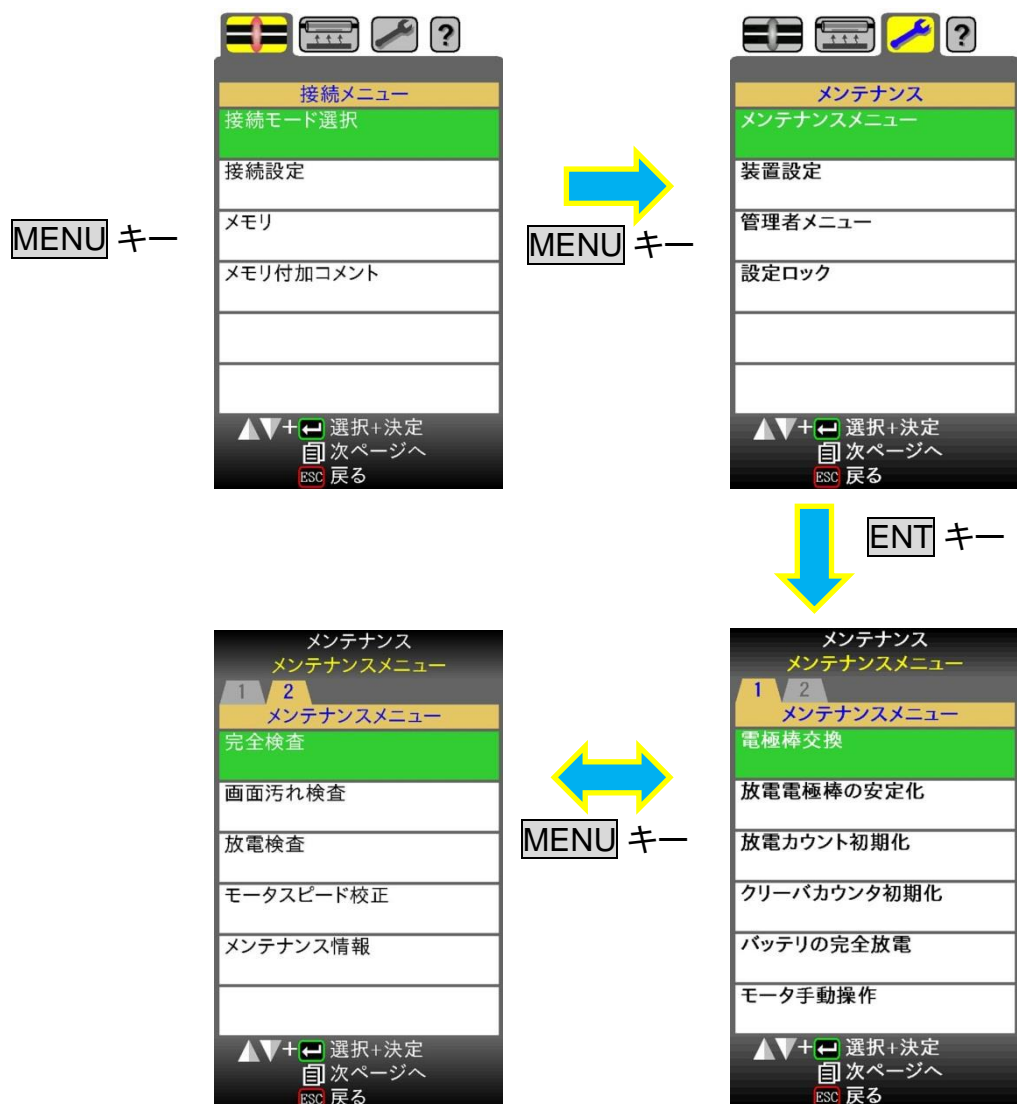 ?
接続メニュー
接続モード選択
接続設定
メモリ
メモリ付加コメント
+ 選択+決定
次ページへ
ESC 戻る
MENU キー
MENU キー
?
メンテナンス
メンテナンスメニュー
装置設定
管理者メニュー
設定ロック
+ 選択+決定
次ページへ
ESC 戻る
ENT キー
メンテナンス
メンテナンスメニュー
1 2
メンテナンスメニュー
電極棒交換
放電電極棒の安定化
放電カウント初期化
クリーバカウンタ初期化
バッテリの完全放電
モータ手動操作
+ 選択+決定
次ページへ
ESC 戻る
MENU キー
メンテナンス
メンテナンスメニュー
1 2
メンテナンスメニュー
完全検査
画面汚れ検査
放電検査
モータスピード校正
メンテナンス情報
+ 選択+決定
次ページへ
ESC 戻る